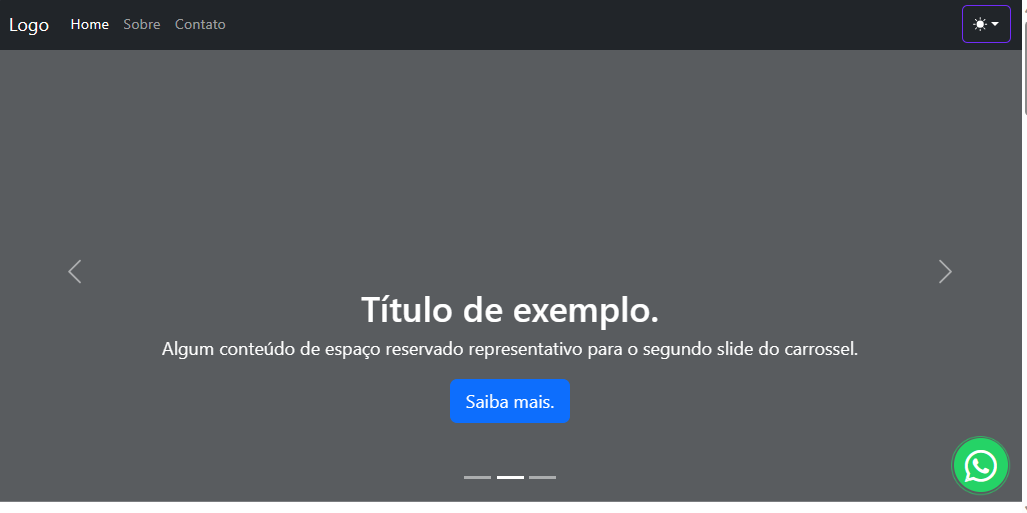 Logo Home Sobre Contato
Título de exemplo.
Algum conteúdo de espaço reservado representativo para o segundo slide do carrossel.
Saiba mais.